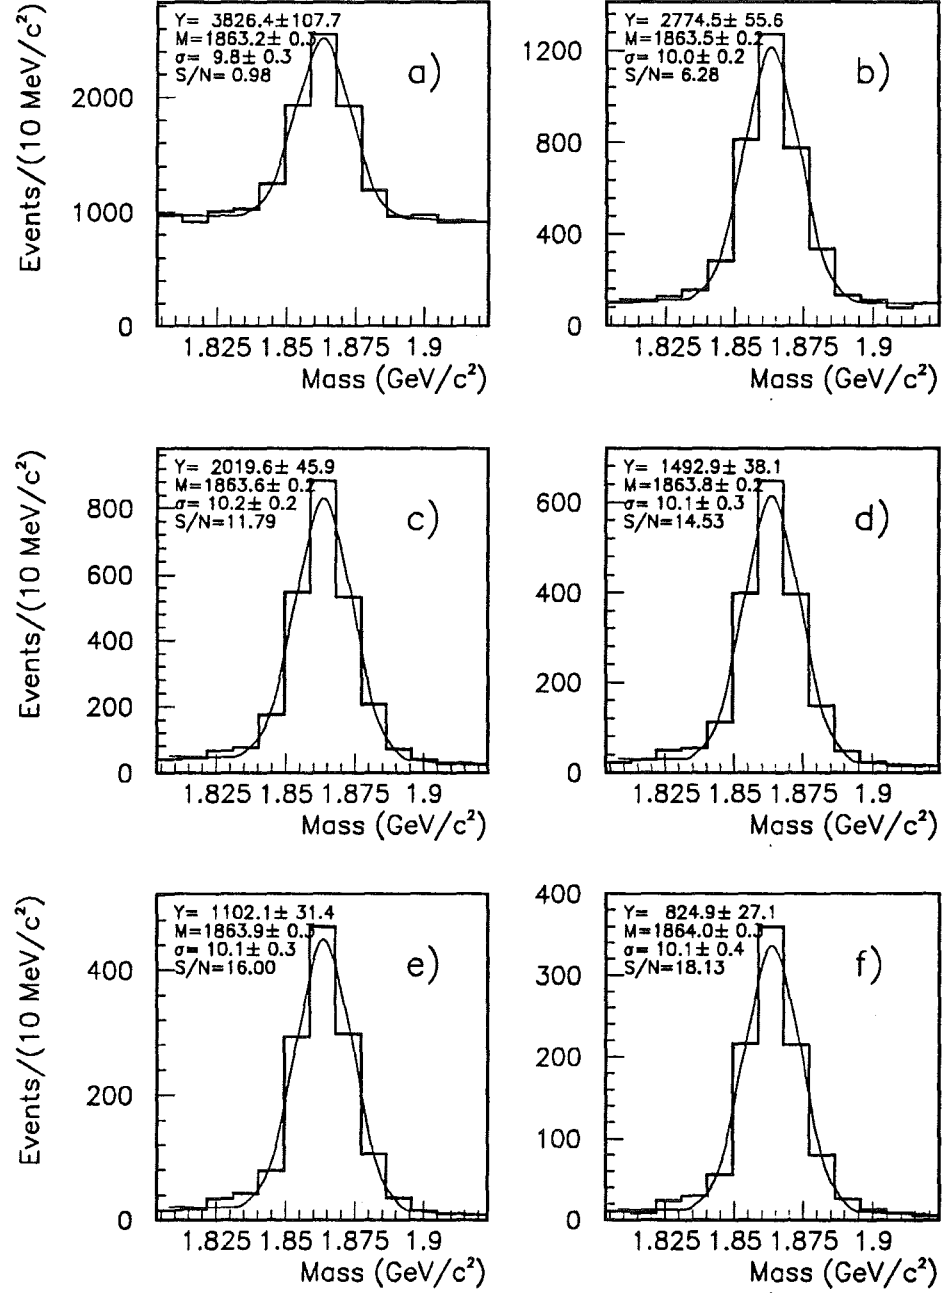 Y= 3826.4± 107.7
M=1863.2± 0.3
σ= 9.8± 0.3
S/N= 0.98
a)
Events/(10 MeV/c²)
2000
1000
0
1.825 1.85 1.875 1.9
Mass (GeV/c²)
Y= 2774.5± 55.6
M=1863.5± 0.2
σ= 10.0± 0.2
S/N= 6.28
b)
1200
800
400
0
1.825 1.85 1.875 1.9
Mass (GeV/c²)
Y= 2019.6± 45.9
M=1863.6± 0.2
σ= 10.2± 0.2
S/N=11.79
c)
Events/(10 MeV/c²)
800
600
400
200
0
1.825 1.85 1.875 1.9
Mass (GeV/c²)
Y= 1492.9± 38.1
M=1863.8± 0.2
σ= 10.1± 0.3
S/N=14.53
d)
600
400
200
0
1.825 1.85 1.875 1.9
Mass (GeV/c²)
Y= 1102.1± 31.4
M=1863.9± 0.3
σ= 10.1± 0.3
S/N=16.00
e)
Events/(10 MeV/c²)
400
200
0
1.825 1.85 1.875 1.9
Mass (GeV/c²)
Y= 824.9± 27.1
M=1864.0± 0.3
σ= 10.1± 0.4
S/N=18.13
f)
400
300
200
100
0
1.825 1.85 1.875 1.9
Mass (GeV/c²)